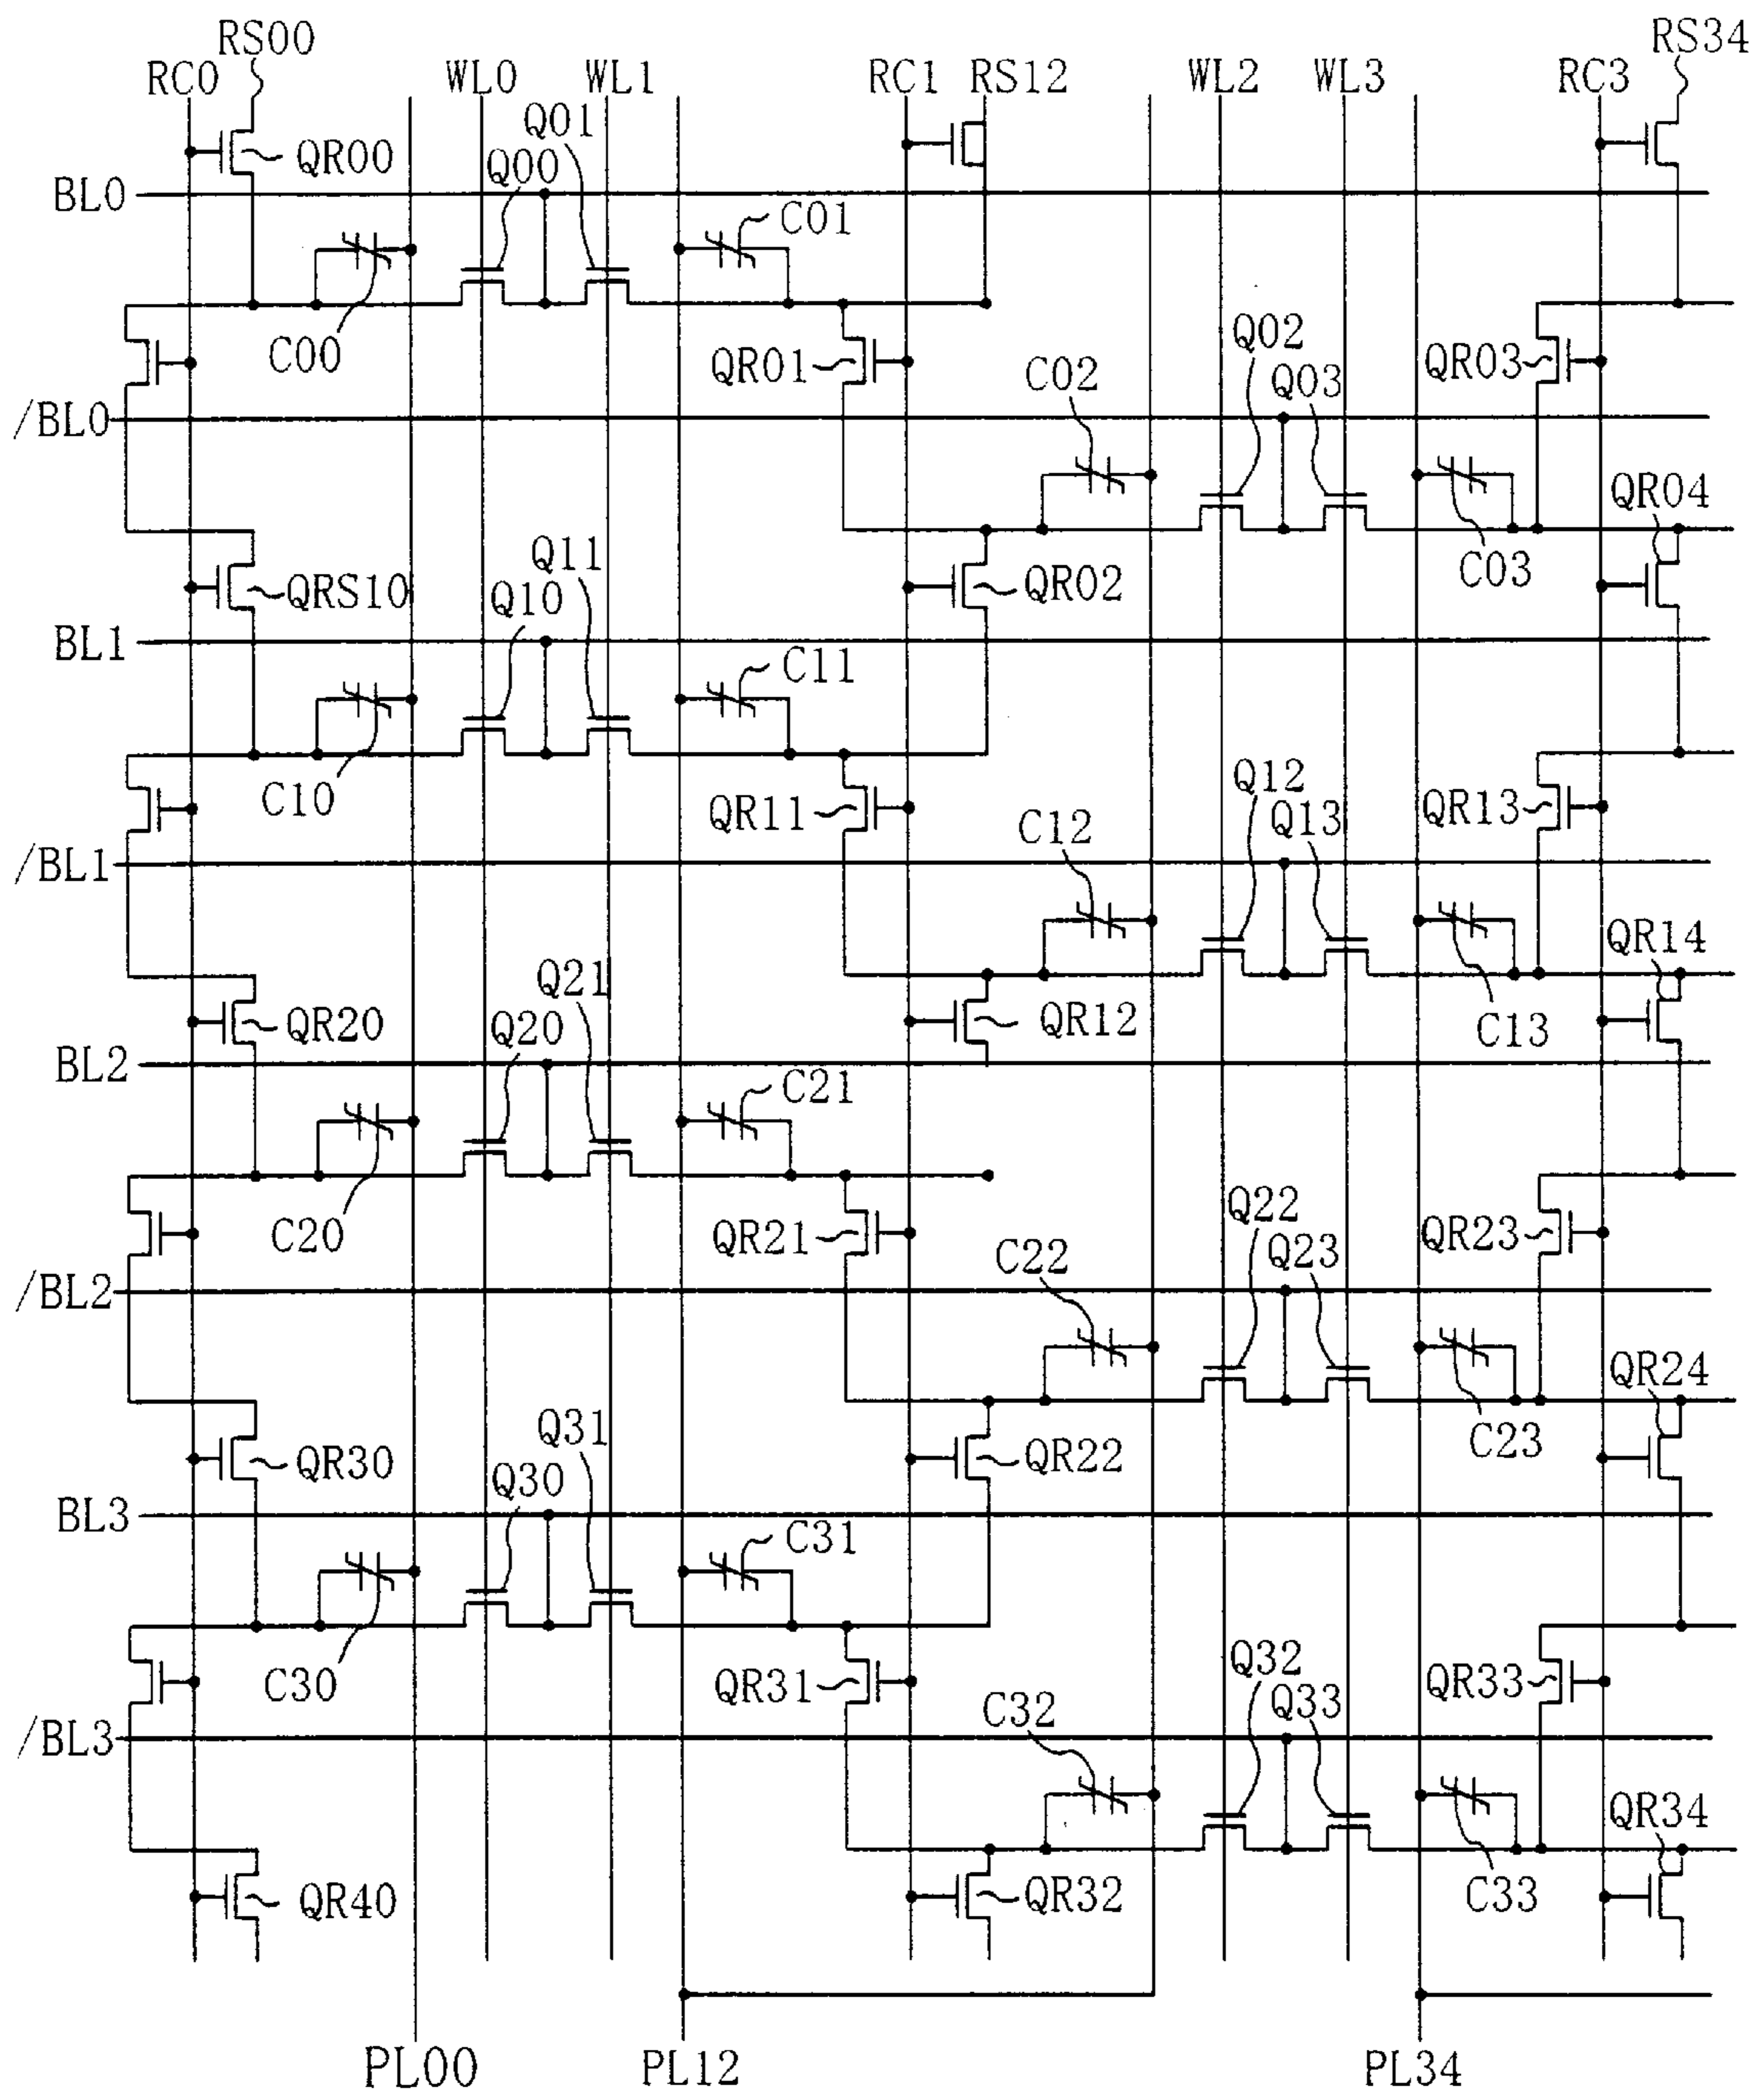 RS00
RS34
RC0
WL0
WL1
RC1
RS12
WL2
WL3
RC3
Q01
QR00
Q00
BL0
C01
C00
QR01
Q02
QR03
C02
Q03
/BL0
QR04
Q11
C03
QRS10
Q10
QR02
BL1
C11
C10
QR11
Q12
QR13
C12
Q13
/BL1
QR14
Q21
QR20
Q20
QR12
C13
BL2
C21
C20
QR21
Q22
QR23
C22
Q23
/BL2
QR24
Q31
C23
QR30
Q30
QR22
BL3
C31
C30
QR31
Q32
QR33
C32
Q33
/BL3
QR34
QR40
QR32
C33
PL00
PL12
PL34